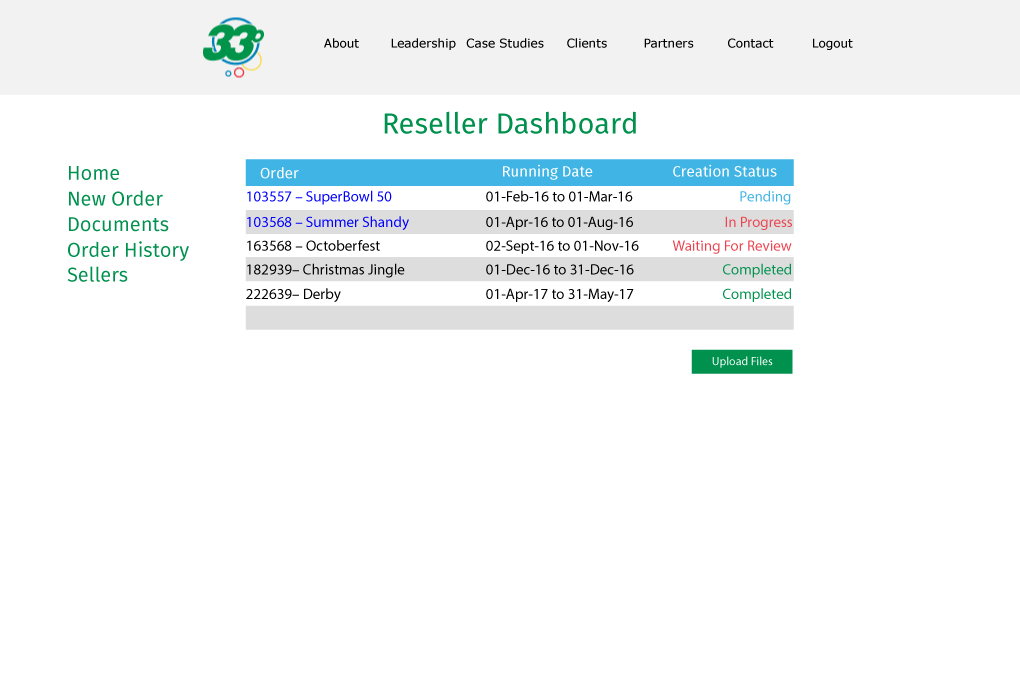 33°
About Leadership Case Studies Clients Partners Contact Logout
Reseller Dashboard
Home
New Order
Documents
Order History
Sellers
Order Running Date Creation Status
103557 – SuperBowl 50 01-Feb-16 to 01-Mar-16 Pending
103568 – Summer Shandy 01-Apr-16 to 01-Aug-16 In Progress
163568 – Octoberfest 02-Sept-16 to 01-Nov-16 Waiting For Review
182939– Christmas Jingle 01-Dec-16 to 31-Dec-16 Completed
222639– Derby 01-Apr-17 to 31-May-17 Completed
Upload Files